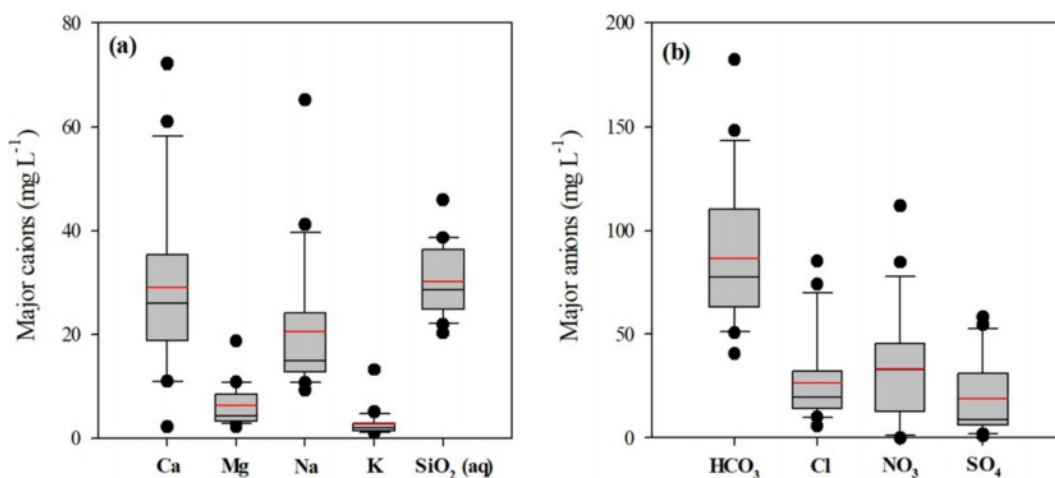 (a)
Major caions (mg L⁻¹)
80
60
40
20
0
Ca Mg Na K SiO₂ (aq)
(b)
Major anions (mg L⁻¹)
200
150
100
50
0
HCO₃ Cl NO₃ SO₄